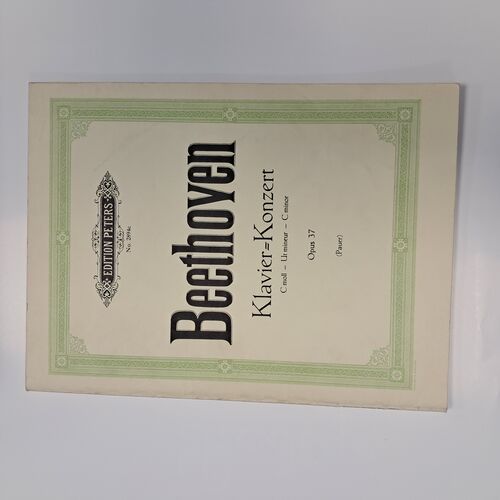 EDITION PETERS
No. 2894c
Beethoven
Klavier=Konzert
C moll – Ut mineur – C minor
Opus 37
(Pauer)